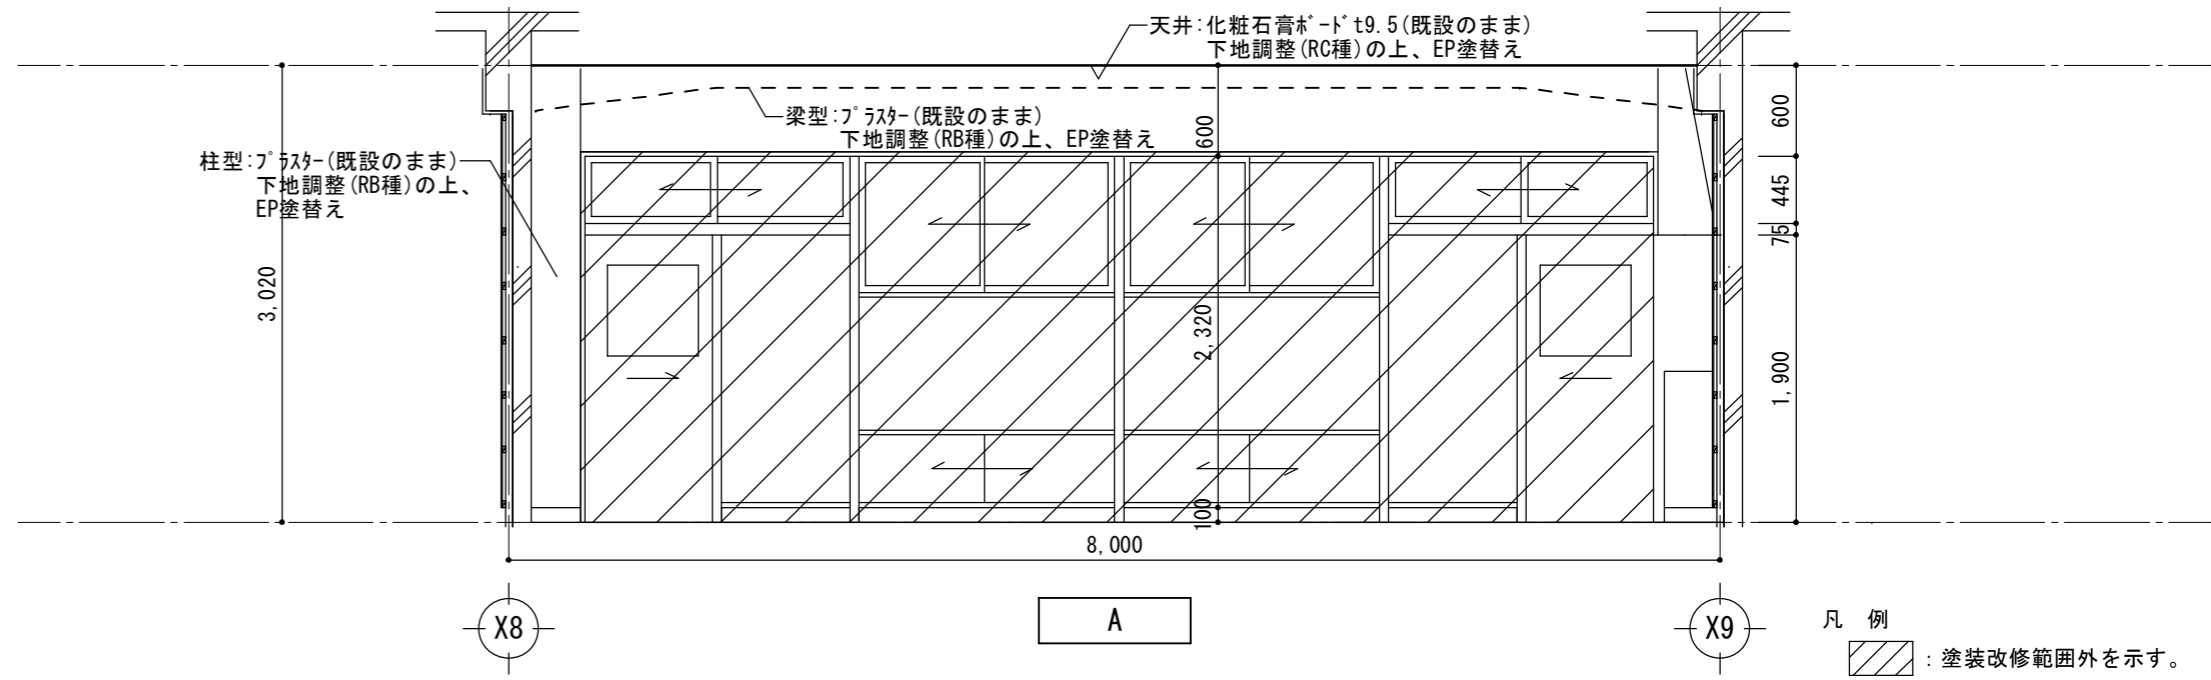 天井:化粧石膏ﾎﾞｰﾄﾞt9.5(既設のまま)
下地調整(RC種)の上、EP塗替え
梁型:ﾌﾟﾗｽﾀｰ(既設のまま)
下地調整(RB種)の上、EP塗替え
柱型:ﾌﾟﾗｽﾀｰ(既設のまま)
下地調整(RB種)の上、
EP塗替え
600
600
445
75
3,020
2,320
1,900
100
8,000
X8
A
X9
凡 例
:塗装改修範囲外を示す。